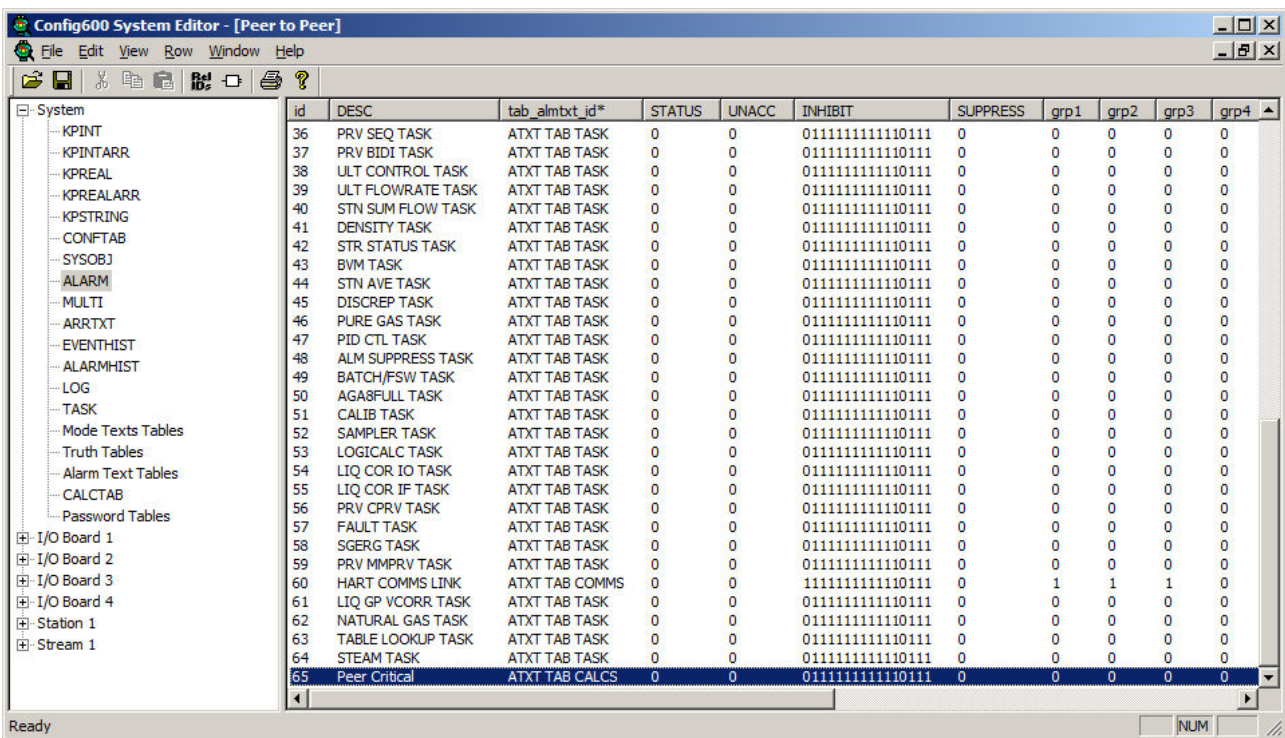 Config600 System Editor - [Peer to Peer]
File Edit View Row Window Help
Rel IDs
System
KPINT
KPINTARR
KPREAL
KPREALARR
KPSTRING
CONFTAB
SYSOBJ
ALARM
MULTI
ARRTXT
EVENTHIST
ALARMHIST
LOG
TASK
Mode Texts Tables
Truth Tables
Alarm Text Tables
CALCTAB
Password Tables
I/O Board 1
I/O Board 2
I/O Board 3
I/O Board 4
Station 1
Stream 1
id DESC tab_almtxt_id* STATUS UNACC INHIBIT SUPPRESS grp1 grp2 grp3 grp4
36 PRV SEQ TASK ATXT TAB TASK 0 0 0111111111110111 0 0 0 0 0
37 PRV BIDI TASK ATXT TAB TASK 0 0 0111111111110111 0 0 0 0 0
38 ULT CONTROL TASK ATXT TAB TASK 0 0 0111111111110111 0 0 0 0 0
39 ULT FLOWRATE TASK ATXT TAB TASK 0 0 0111111111110111 0 0 0 0 0
40 STN SUM FLOW TASK ATXT TAB TASK 0 0 0111111111110111 0 0 0 0 0
41 DENSITY TASK ATXT TAB TASK 0 0 0111111111110111 0 0 0 0 0
42 STR STATUS TASK ATXT TAB TASK 0 0 0111111111110111 0 0 0 0 0
43 BVM TASK ATXT TAB TASK 0 0 0111111111110111 0 0 0 0 0
44 STN AVE TASK ATXT TAB TASK 0 0 0111111111110111 0 0 0 0 0
45 DISCREP TASK ATXT TAB TASK 0 0 0111111111110111 0 0 0 0 0
46 PURE GAS TASK ATXT TAB TASK 0 0 0111111111110111 0 0 0 0 0
47 PID CTL TASK ATXT TAB TASK 0 0 0111111111110111 0 0 0 0 0
48 ALM SUPPRESS TASK ATXT TAB TASK 0 0 0111111111110111 0 0 0 0 0
49 BATCH/FSW TASK ATXT TAB TASK 0 0 0111111111110111 0 0 0 0 0
50 AGA8FULL TASK ATXT TAB TASK 0 0 0111111111110111 0 0 0 0 0
51 CALIB TASK ATXT TAB TASK 0 0 0111111111110111 0 0 0 0 0
52 SAMPLER TASK ATXT TAB TASK 0 0 0111111111110111 0 0 0 0 0
53 LOGICALC TASK ATXT TAB TASK 0 0 0111111111110111 0 0 0 0 0
54 LIQ COR IO TASK ATXT TAB TASK 0 0 0111111111110111 0 0 0 0 0
55 LIQ COR IF TASK ATXT TAB TASK 0 0 0111111111110111 0 0 0 0 0
56 PRV CPRV TASK ATXT TAB TASK 0 0 0111111111110111 0 0 0 0 0
57 FAULT TASK ATXT TAB TASK 0 0 0111111111110111 0 0 0 0 0
58 SGERG TASK ATXT TAB TASK 0 0 0111111111110111 0 0 0 0 0
59 PRV MMPRV TASK ATXT TAB TASK 0 0 0111111111110111 0 0 0 0 0
60 HART COMMS LINK ATXT TAB COMMS 0 0 1111111111110111 0 1 1 1 0
61 LIQ GP VCORR TASK ATXT TAB TASK 0 0 0111111111110111 0 0 0 0 0
62 NATURAL GAS TASK ATXT TAB TASK 0 0 0111111111110111 0 0 0 0 0
63 TABLE LOOKUP TASK ATXT TAB TASK 0 0 0111111111110111 0 0 0 0 0
64 STEAM TASK ATXT TAB TASK 0 0 0111111111110111 0 0 0 0 0
65 Peer Critical ATXT TAB CALCS 0 0 0111111111110111 0 0 0 0 0
Ready NUM